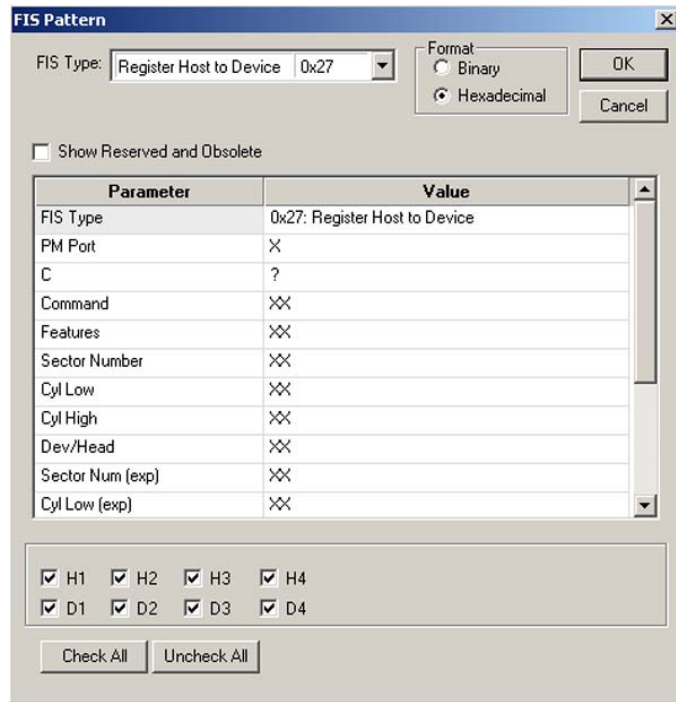 FIS Pattern
FIS Type: Register Host to Device 0x27
Format
Binary
Hexadecimal
OK
Cancel
Show Reserved and Obsolete
Parameter Value
FIS Type 0x27: Register Host to Device
PM Port X
C ?
Command XX
Features XX
Sector Number XX
Cyl Low XX
Cyl High XX
Dev/Head XX
Sector Num (exp) XX
Cyl Low (exp) XX
H1 H2 H3 H4
D1 D2 D3 D4
Check All Uncheck All